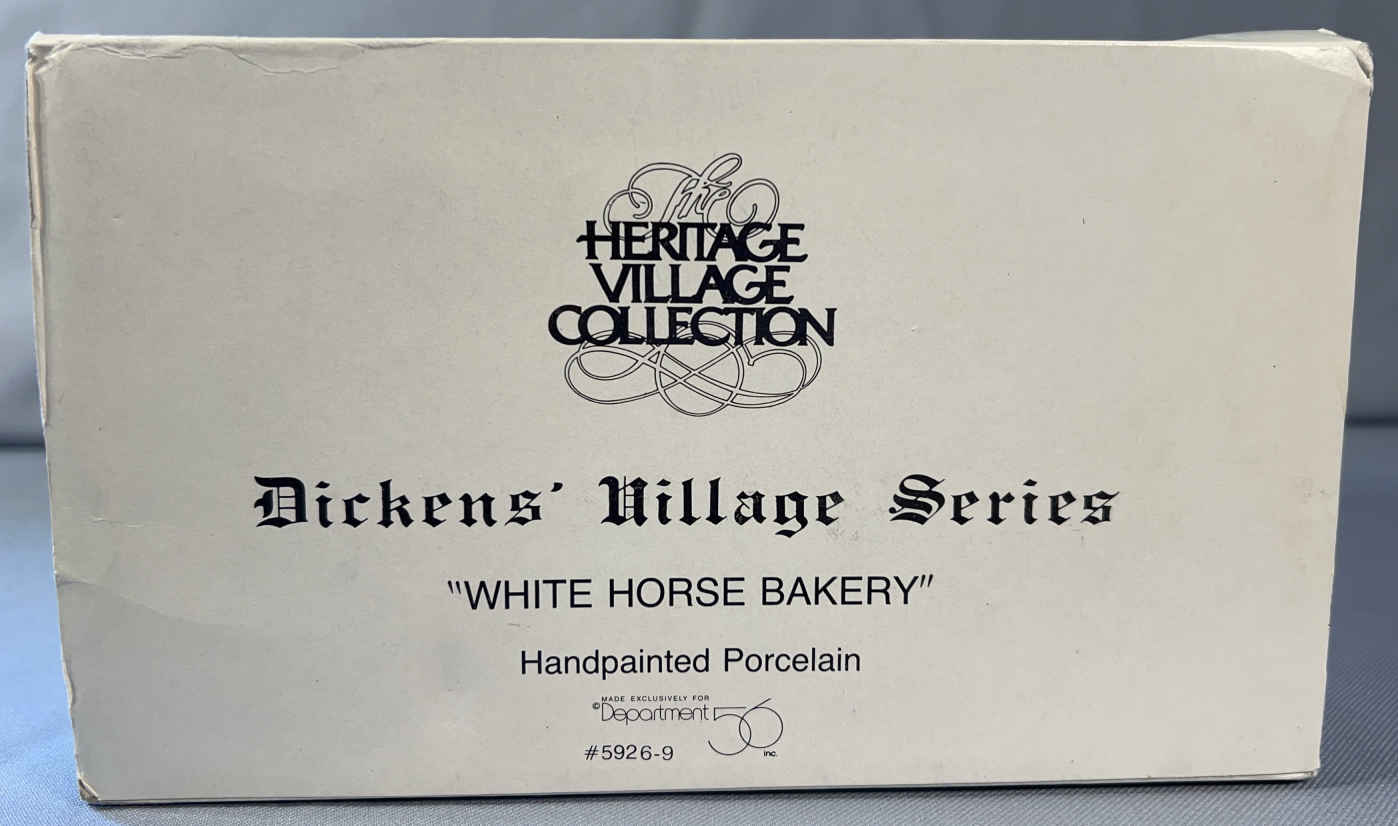 The
HERITAGE
VILLAGE
COLLECTION
Dickens' Village Series
"WHITE HORSE BAKERY"
Handpainted Porcelain
MADE EXCLUSIVELY FOR
©Department 56 inc.
#5926-9